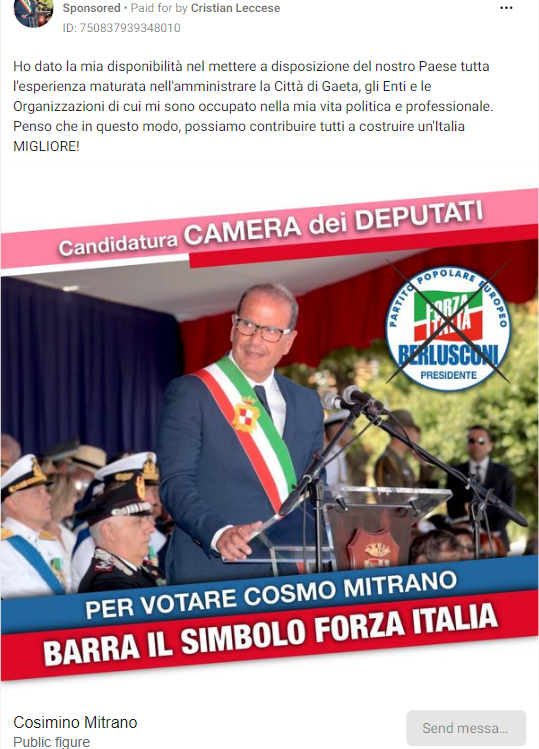 Sponsored • Paid for by Cristian Leccese
ID: 750837939348010
Ho dato la mia disponibilità nel mettere a disposizione del nostro Paese tutta
l'esperienza maturata nell'amministrare la Città di Gaeta, gli Enti e le
Organizzazioni di cui mi sono occupato nella mia vita politica e professionale.
Penso che in questo modo, possiamo contribuire tutti a costruire un'Italia
MIGLIORE!
Candidatura CAMERA dei DEPUTATI
PARTITO POPOLARE EUROPEO
FORZA
ITALIA
BERLUSCONI
PRESIDENTE
PER VOTARE COSMO MITRANO
BARRA IL SIMBOLO FORZA ITALIA
Cosimino Mitrano
Public figure
Send messa...